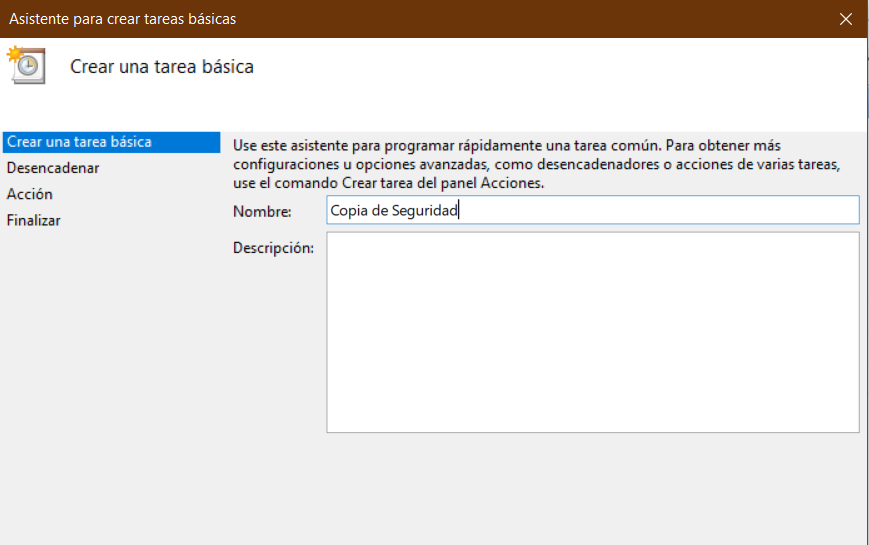 Asistente para crear tareas básicas
Crear una tarea básica
Crear una tarea básica
Desencadenar
Acción
Finalizar
Use este asistente para programar rápidamente una tarea común. Para obtener más
configuraciones u opciones avanzadas, como desencadenadores o acciones de varias tareas,
use el comando Crear tarea del panel Acciones.
Nombre: Copia de Seguridad
Descripción: